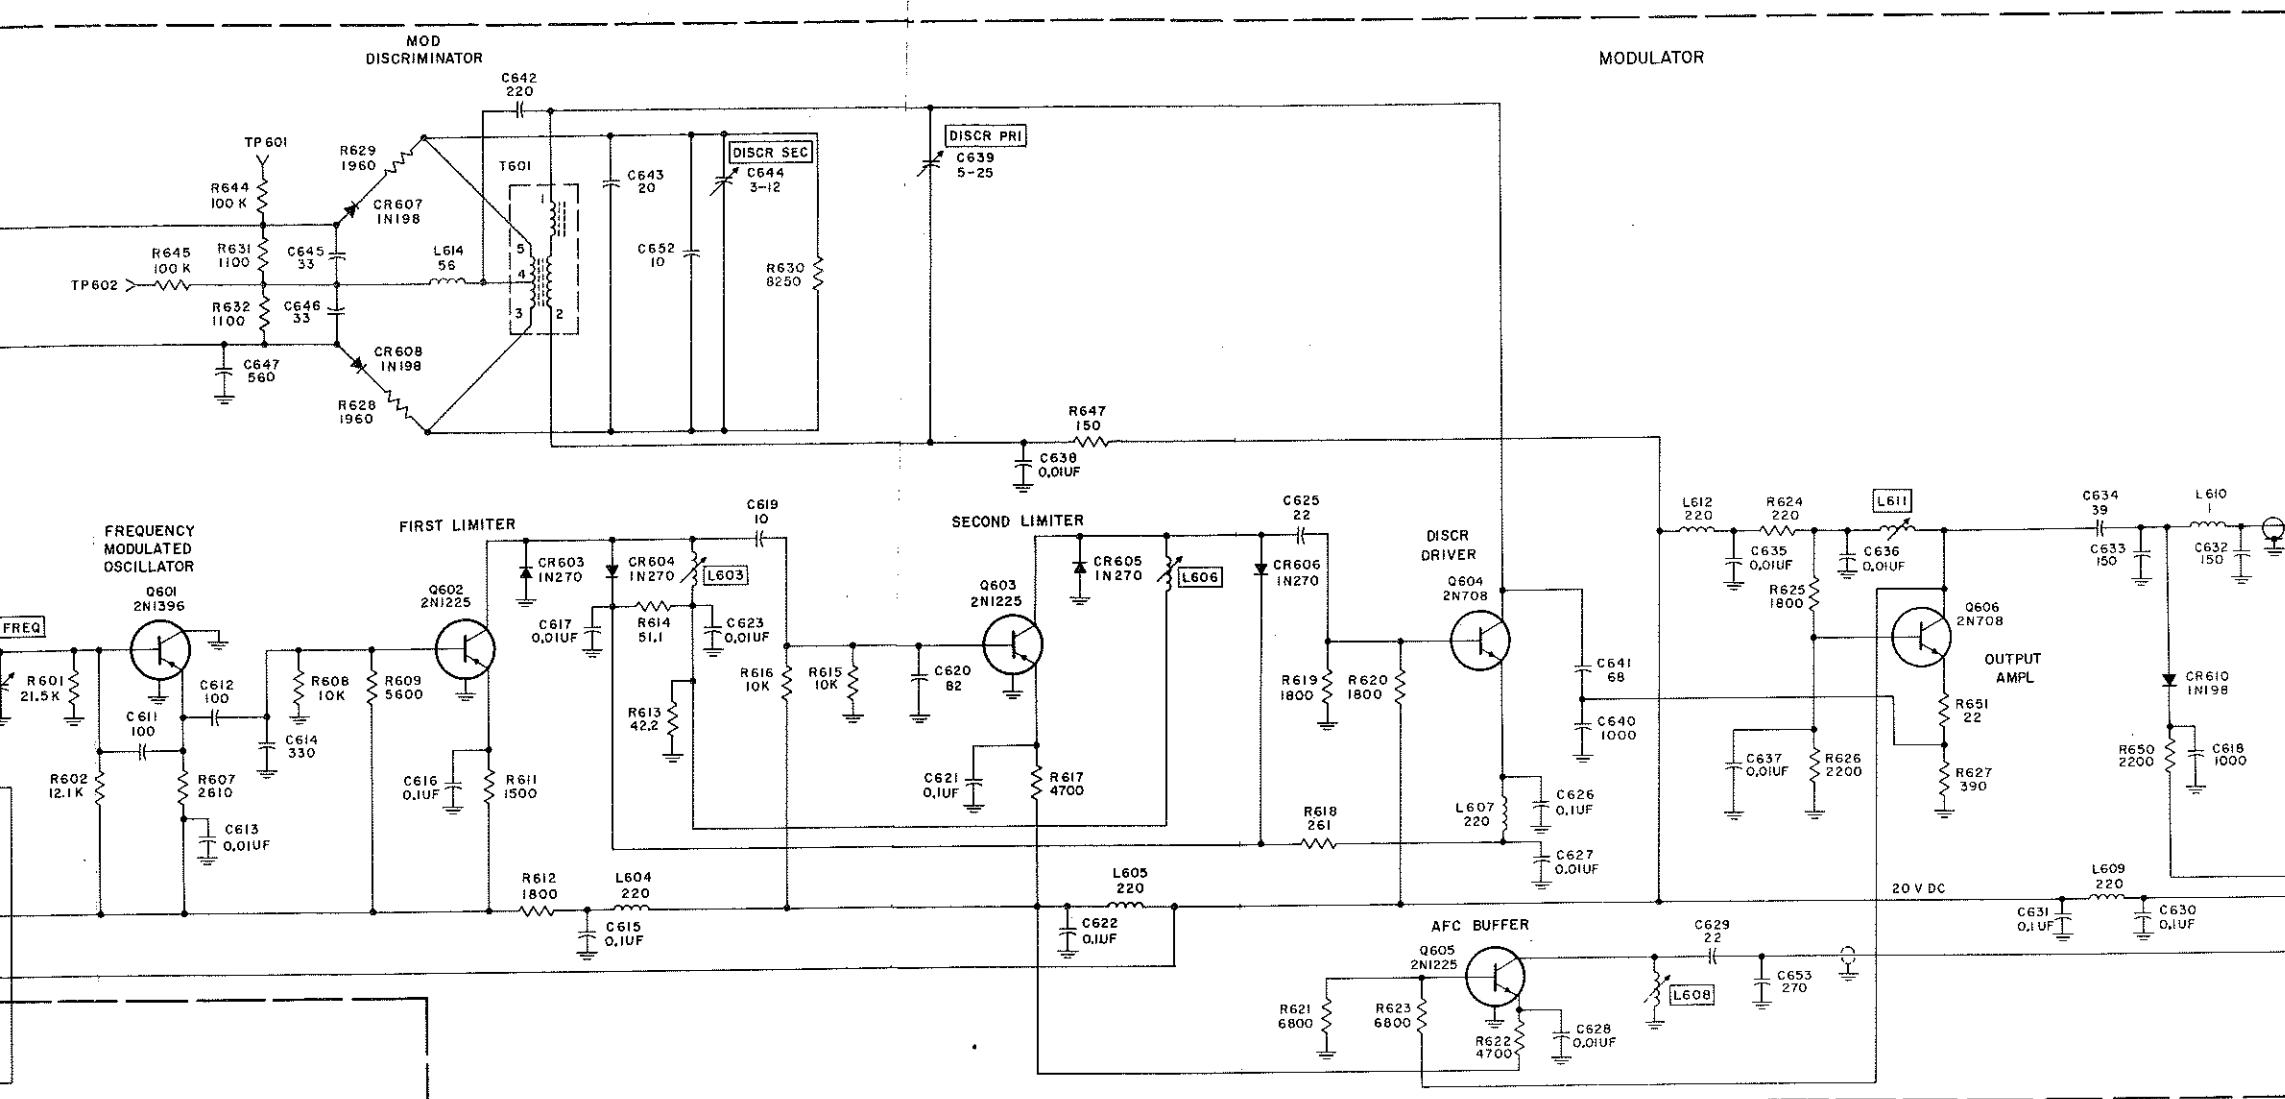 MOD
DISCRIMINATOR
MODULATOR
C642
220
TP601
R629
1960
R644
100K
CR607
1N198
T601
C643
20
DISCR SEC
C644
3-12
DISCR PRI
C639
5-25
1
5
4
3
2
R645
100K
R631
1100
C645
33
L614
56
C652
10
R630
8250
TP602
R632
1100
C646
33
CR608
1N198
C647
560
R628
1960
R647
150
C638
0.01UF
FREQUENCY
MODULATED
OSCILLATOR
Q601
2N1396
FREQ
R601
21.5K
C612
100
C611
100
C614
330
R602
12.1K
R607
2610
C613
0.01UF
FIRST LIMITER
Q602
2N1225
R608
10K
R609
5600
C616
0.1UF
R611
1500
CR603
1N270
CR604
1N270
L603
C619
10
C617
0.01UF
R614
51.1
C623
0.01UF
R613
42.2
R616
10K
R615
10K
C620
82
SECOND LIMITER
Q603
2N1225
CR605
1N270
L606
CR606
1N270
C625
22
C621
0.1UF
R617
4700
R619
1800
R620
1800
R618
261
DISCR
DRIVER
Q604
2N708
L607
220
C626
0.1UF
C627
0.01UF
C641
68
C640
1000
L612
220
R624
220
L611
C635
0.01UF
C636
0.01UF
R625
1800
Q606
2N708
OUTPUT
AMPL
R651
22
C637
0.01UF
R626
2200
R627
390
C634
39
L610
1
C633
150
C632
150
CR610
1N198
R650
2200
C618
1000
R612
1800
L604
220
C615
0.1UF
L605
220
C622
0.1UF
20 V DC
L609
220
C631
0.1UF
C630
0.1UF
AFC BUFFER
Q605
2N1225
C629
22
L608
C653
270
R621
6800
R623
6800
R622
4700
C628
0.01UF